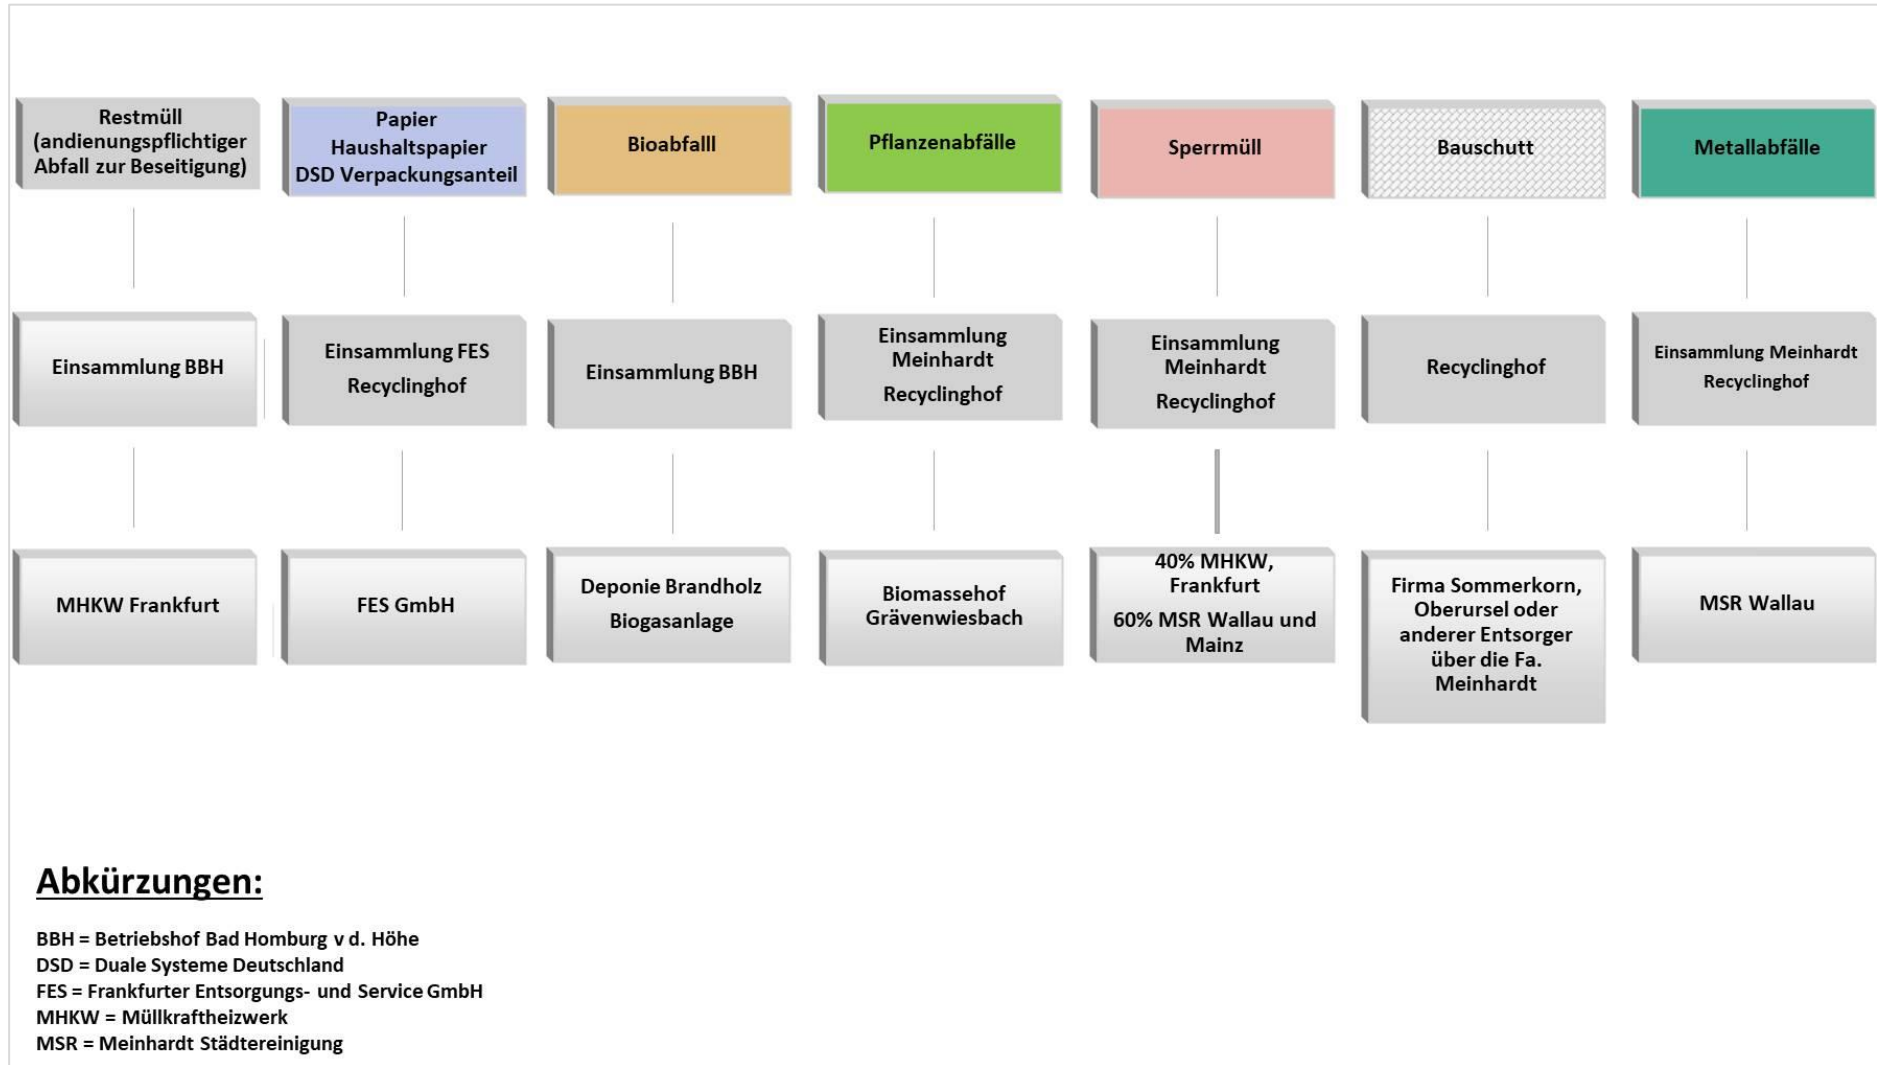 Restmüll
(andienungspflichtiger
Abfall zur Beseitigung)
Papier
Haushaltspapier
DSD Verpackungsanteil
Bioabfalll
Pflanzenabfälle
Sperrmüll
Bauschutt
Metallabfälle
Einsammlung BBH
Einsammlung FES
Recyclinghof
Einsammlung BBH
Einsammlung
Meinhardt
Recyclinghof
Einsammlung
Meinhardt
Recyclinghof
Recyclinghof
Einsammlung Meinhardt
Recyclinghof
MHKW Frankfurt
FES GmbH
Deponie Brandholz
Biogasanlage
Biomassehof
Grävenwiesbach
40% MHKW,
Frankfurt
60% MSR Wallau und
Mainz
Firma Sommerkorn,
Oberursel oder
anderer Entsorger
über die Fa.
Meinhardt
MSR Wallau
Abkürzungen:
BBH = Betriebshof Bad Homburg v d. Höhe
DSD = Duale Systeme Deutschland
FES = Frankfurter Entsorgungs- und Service GmbH
MHKW = Müllkraftheizwerk
MSR = Meinhardt Städtereinigung